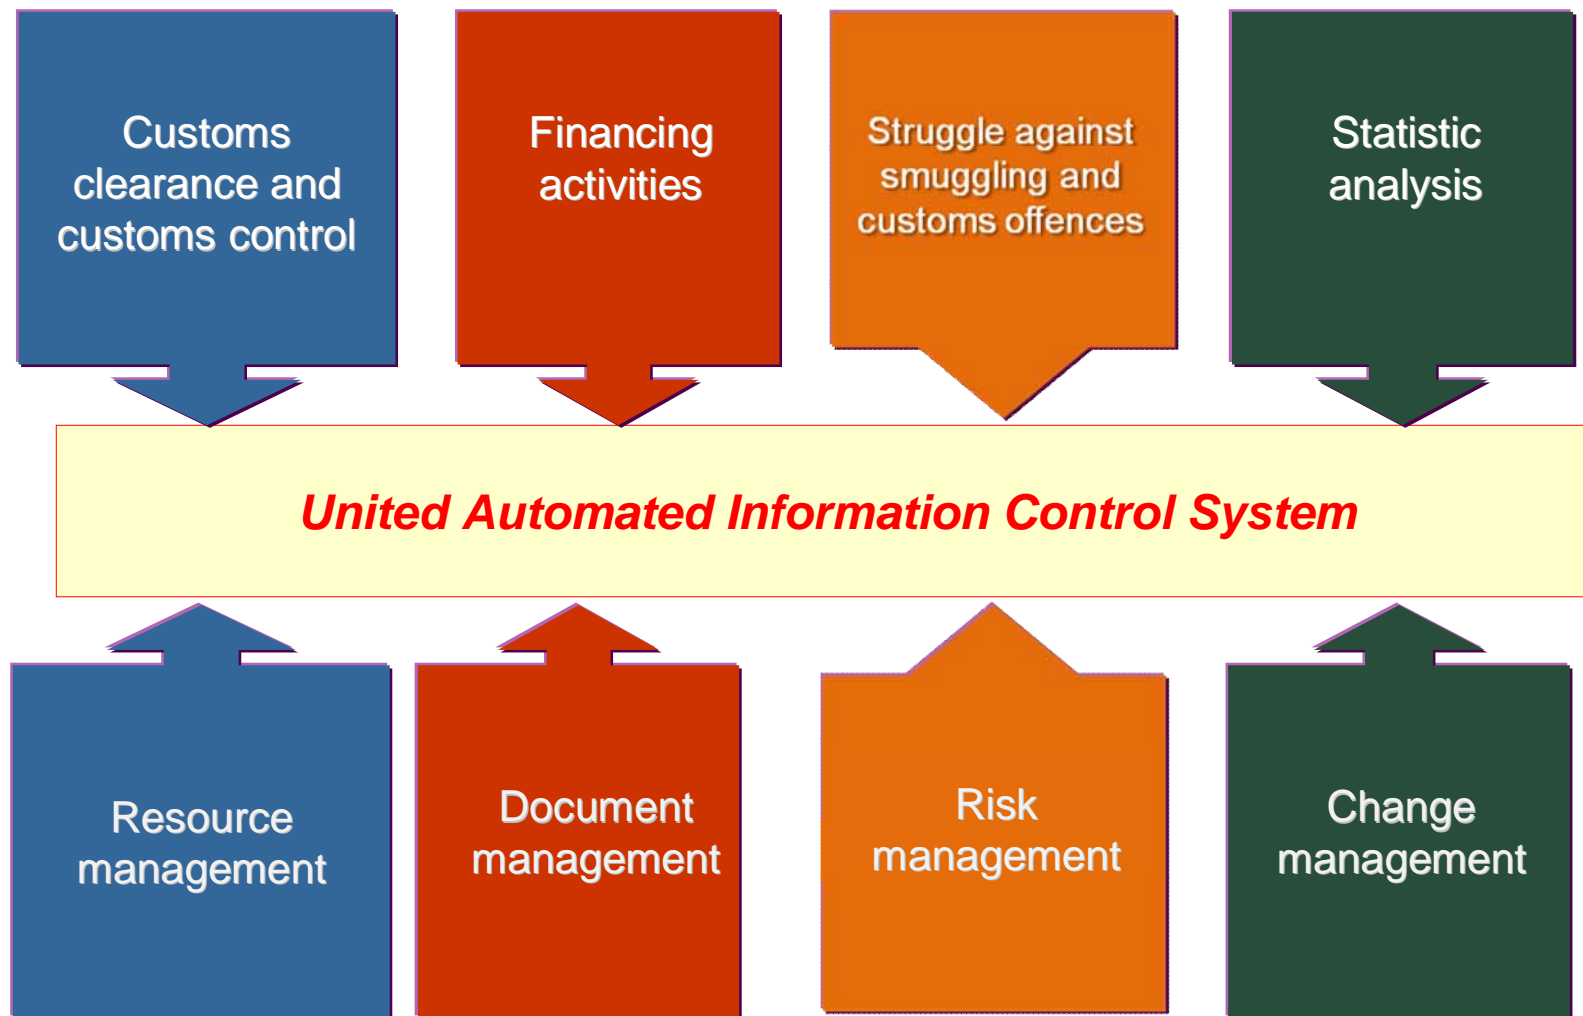 Customs
clearance and
customs control
Financing
activities
Struggle against
smuggling and
customs offences
Statistic
analysis
United Automated Information Control System
Resource
management
Document
management
Risk
management
Change
management